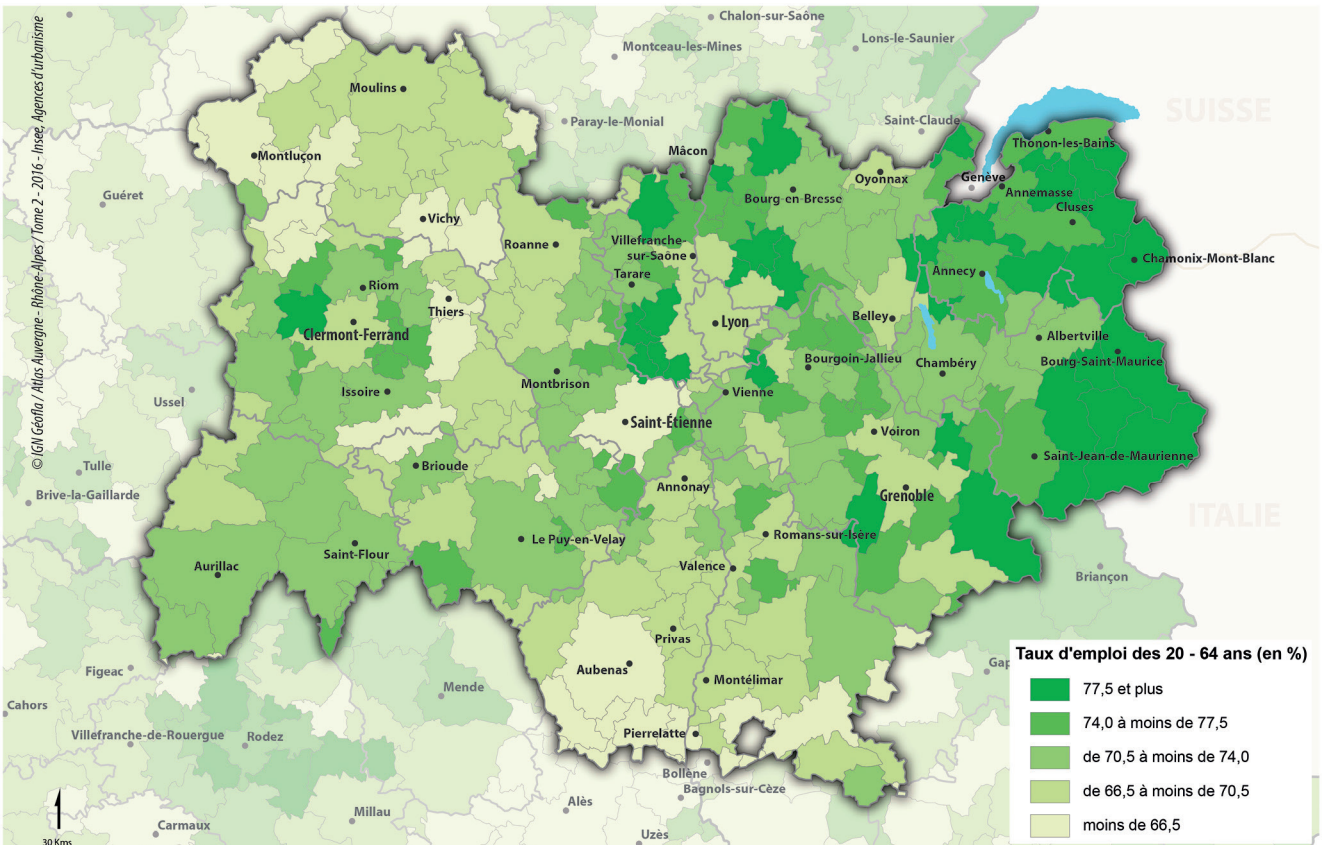 © IGN Géofla / Atlas Auvergne - Rhône-Alpes / Tome 2 - 2016 - Insee, Agences d'urbanisme
Chalon-sur-Saône
Lons-le-Saunier
Montceau-les-Mines
Moulins
SUISSE
Paray-le-Monial
Saint-Claude
Thonon-les-Bains
Mâcon
Montluçon
Oyonnax
Genève
Annemasse
Guéret
Bourg-en-Bresse
Cluses
Vichy
Roanne
Villefranche-
sur-Saône
Chamonix-Mont-Blanc
Annecy
Tarare
Riom
Thiers
Clermont-Ferrand
Lyon
Belley
Albertville
Bourgoin-Jallieu
Chambéry
Bourg-Saint-Maurice
Montbrison
Issoire
Vienne
Ussel
Saint-Étienne
Voiron
Saint-Jean-de-Maurienne
Tulle
Brioude
Brive-la-Gaillarde
Annonay
Grenoble
ITALIE
Le Puy-en-Velay
Romans-sur-Isère
Saint-Flour
Aurillac
Valence
Briançon
Privas
Aubenas
Figeac
Mende
Montélimar
Gap
Cahors
Villefranche-de-Rouergue
Rodez
Pierrelatte
Bollène
Bagnols-sur-Cèze
Alès
Millau
Carmaux
Uzès
30 Kms
Taux d'emploi des 20 - 64 ans (en %)
77,5 et plus
74,0 à moins de 77,5
de 70,5 à moins de 74,0
de 66,5 à moins de 70,5
moins de 66,5